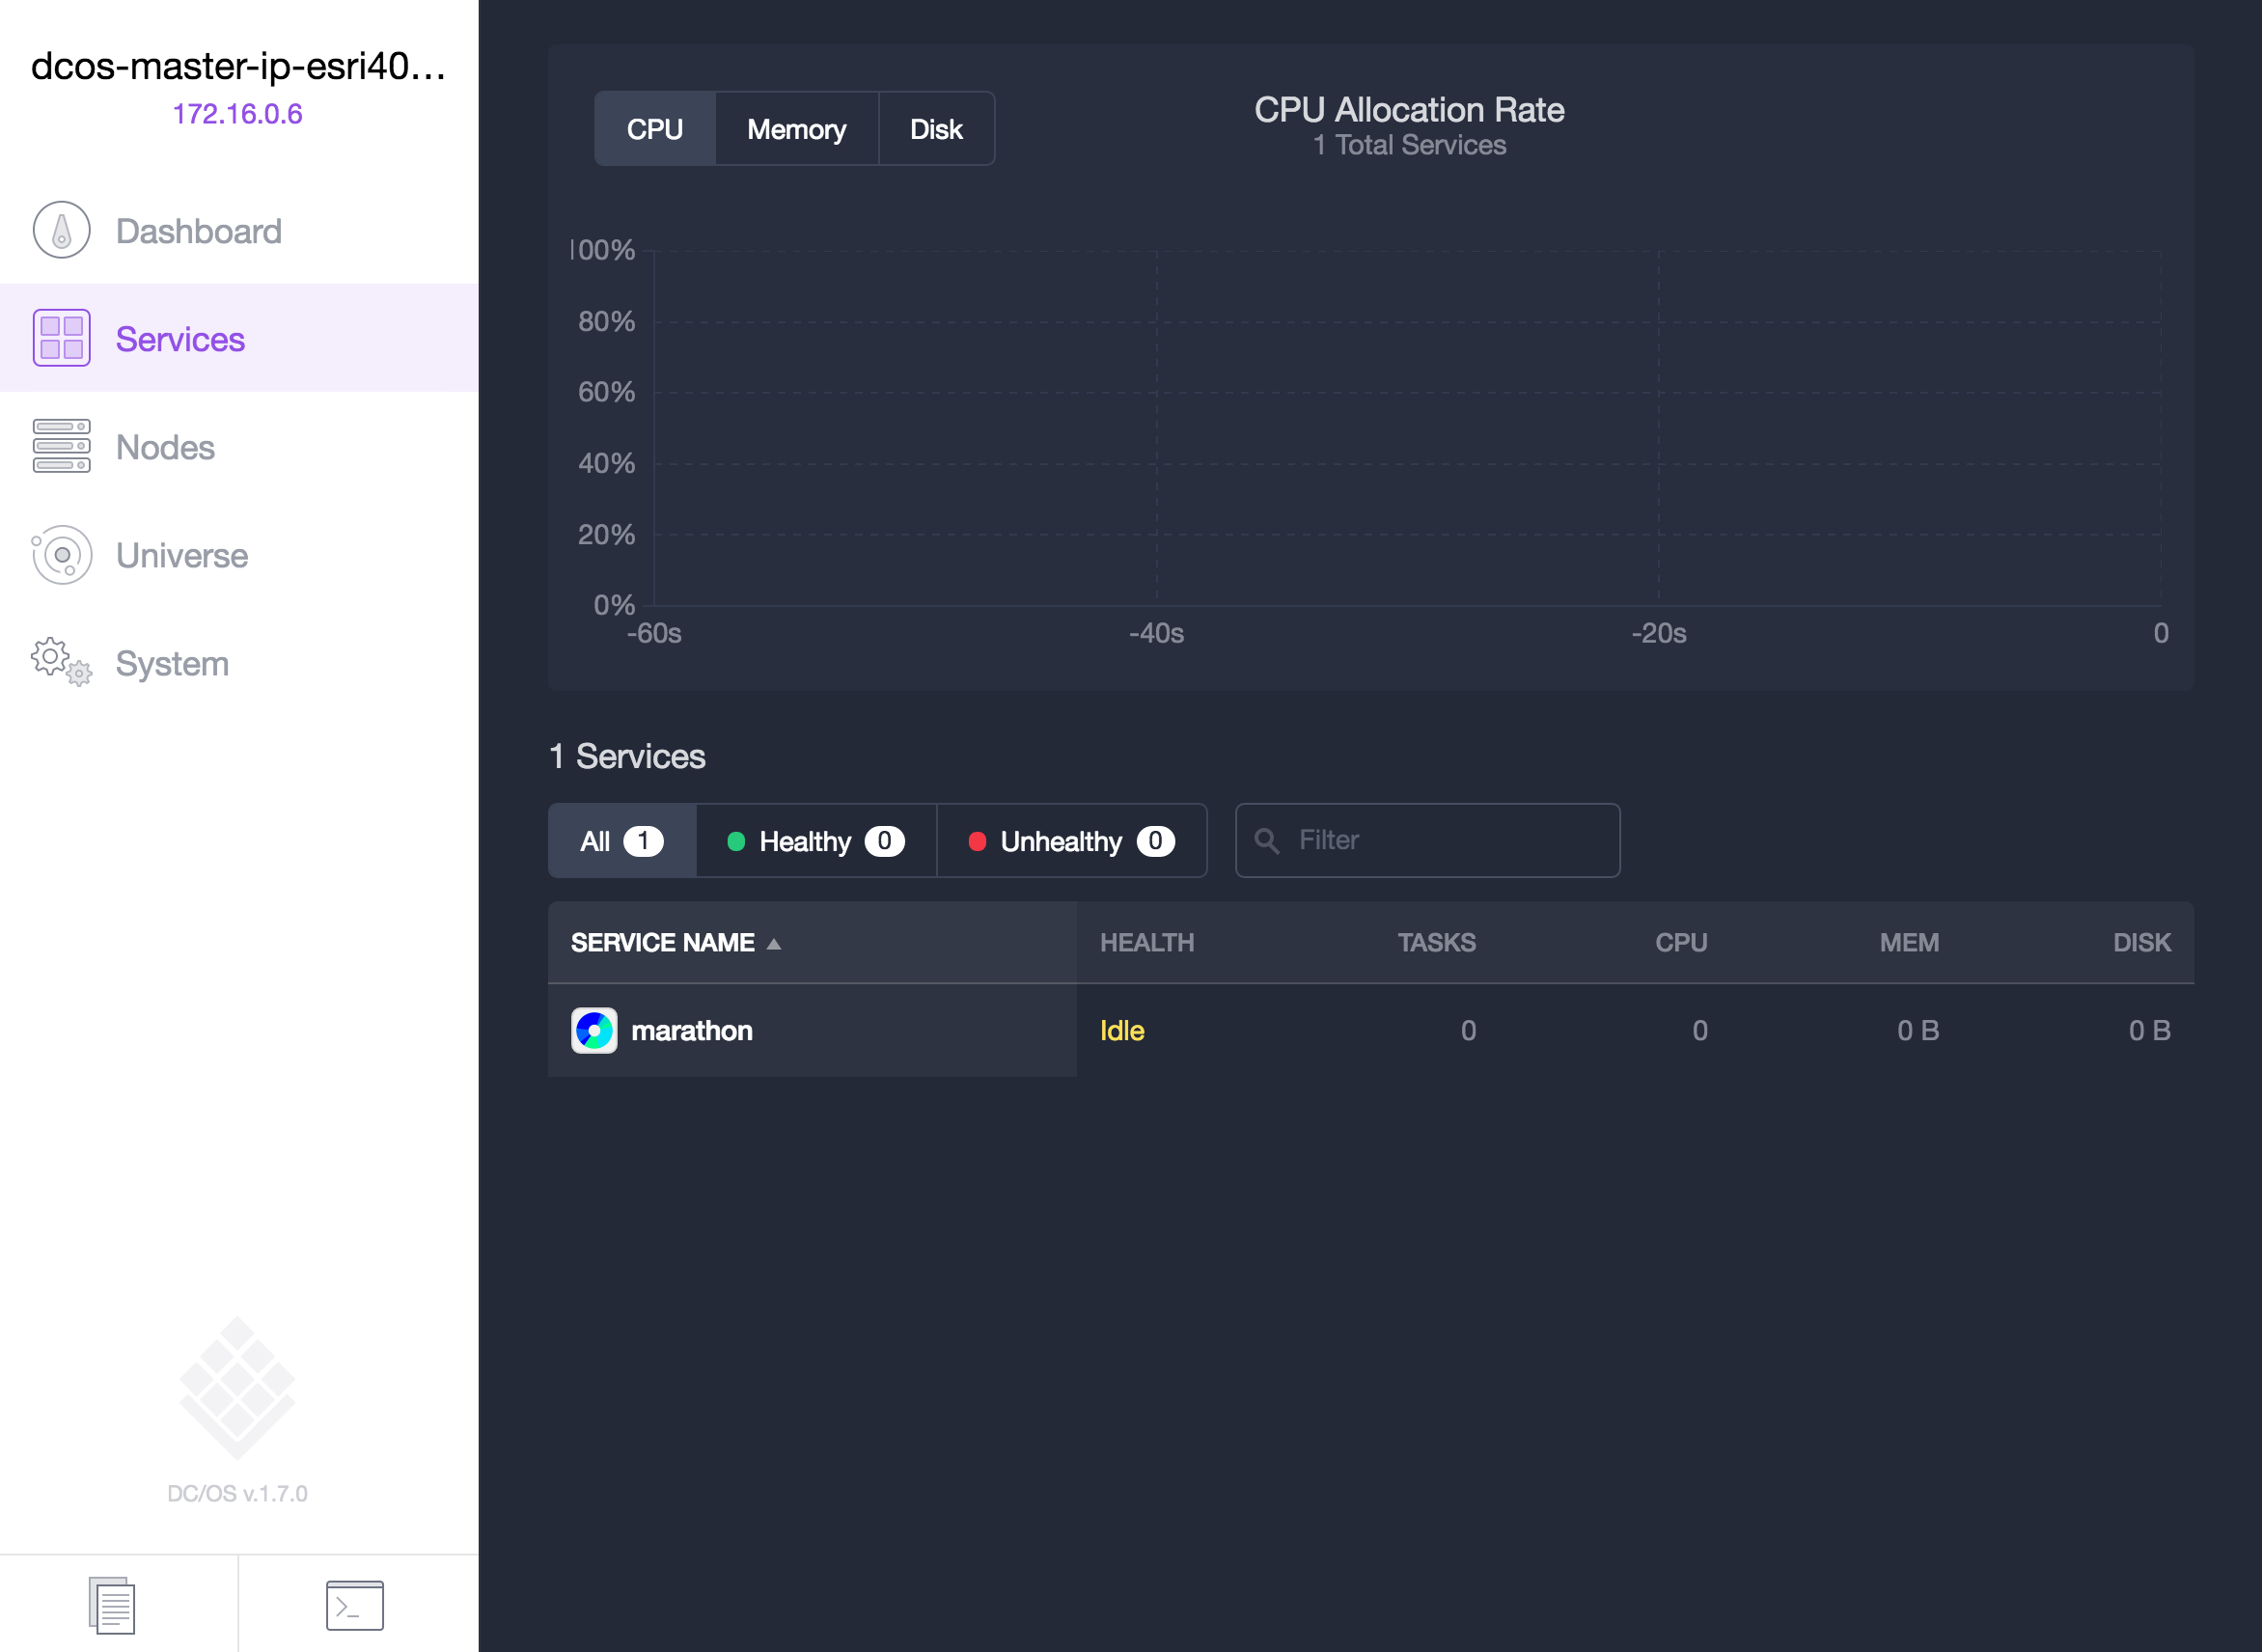 dcos-master-ip-esri40...
172.16.0.6
Dashboard
Services
Nodes
Universe
System
DC/OS v.1.7.0
CPU Memory Disk
CPU Allocation Rate
1 Total Services
100%
80%
60%
40%
20%
0%
-60s -40s -20s 0
1 Services
All 1 Healthy 0 Unhealthy 0 Filter
SERVICE NAME HEALTH TASKS CPU MEM DISK
marathon Idle 0 0 0 B 0 B